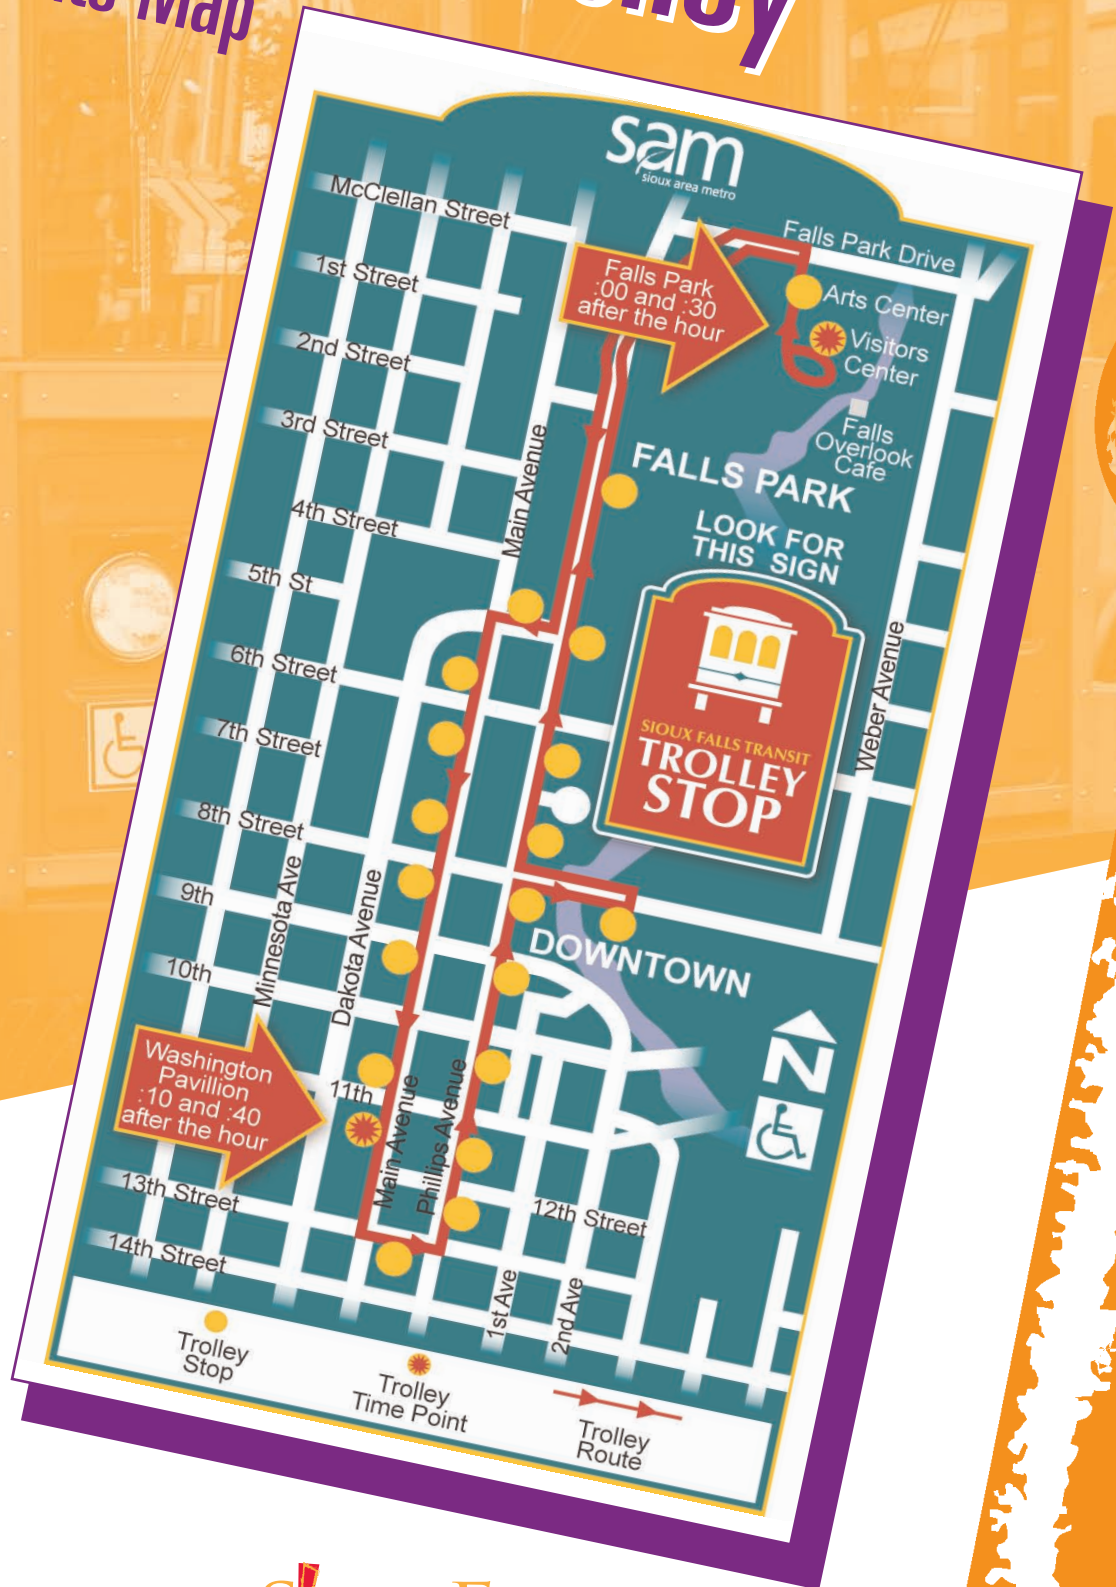 Map
sam
sioux area metro
McClellan Street
Falls Park Drive
1st Street
Falls Park
:00 and :30
after the hour
Arts Center
Visitors
Center
2nd Street
3rd Street
Falls
Overlook
Cafe
Main Avenue
FALLS PARK
4th Street
LOOK FOR
THIS SIGN
5th St
6th Street
Weber Avenue
SIOUX FALLS TRANSIT
TROLLEY
STOP
7th Street
8th Street
9th
Minnesota Ave
Dakota Avenue
DOWNTOWN
10th
N
Washington
Pavillion
:10 and :40
after the hour
11th
Main Avenue
Phillips Avenue
13th Street
12th Street
14th Street
1st Ave
2nd Ave
Trolley
Stop
Trolley
Time Point
Trolley
Route